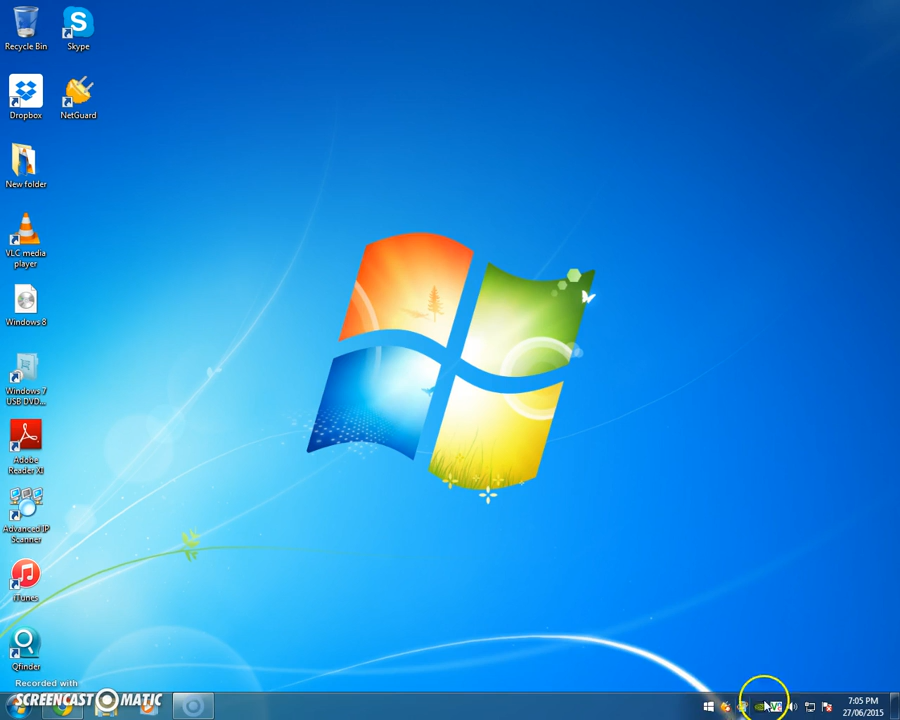 Recycle Bin
Skype
Dropbox
NetGuard
New folder
VLC media
player
Windows 8
Windows 7
USB DVD...
Adobe
Reader XI
Advanced IP
Scanner
iTunes
Qfinder
Recorded with
SCREENCAST MATIC
7:05 PM
27/06/2015